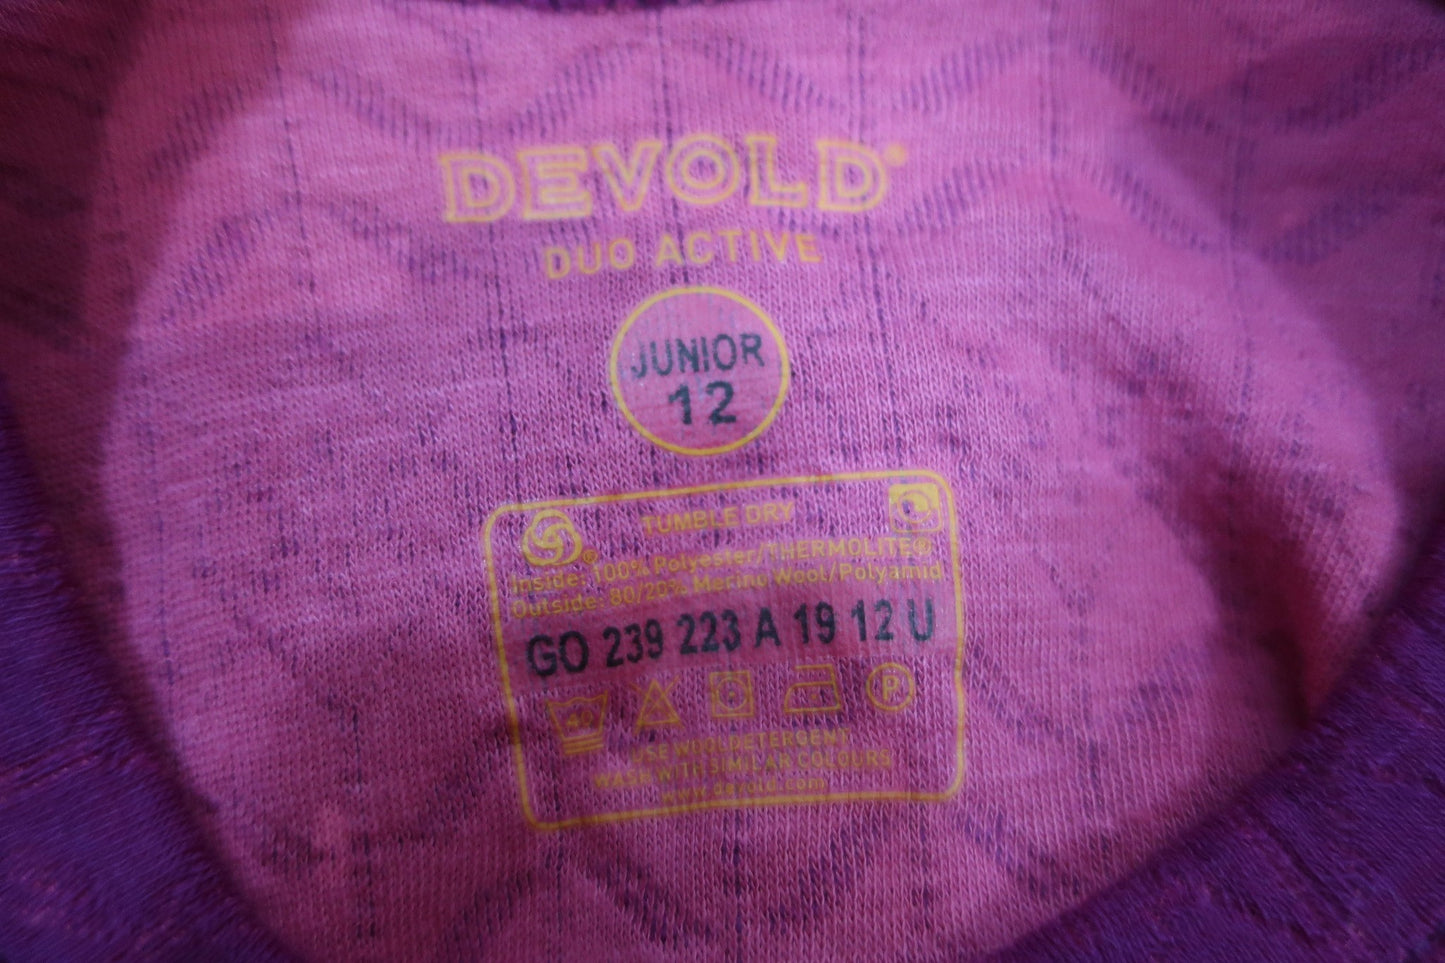 DEVOLD®
DUO ACTIVE
JUNIOR
12
TUMBLE DRY
Inside: 100% Polyester/THERMOLITE®
Outside: 80/20% Merino Wool/Polyamid
GO 239 223 A 19 12 U
40
P
USE WOOLDETERGENT
WASH WITH SIMILAR COLOURS
www.devold.com